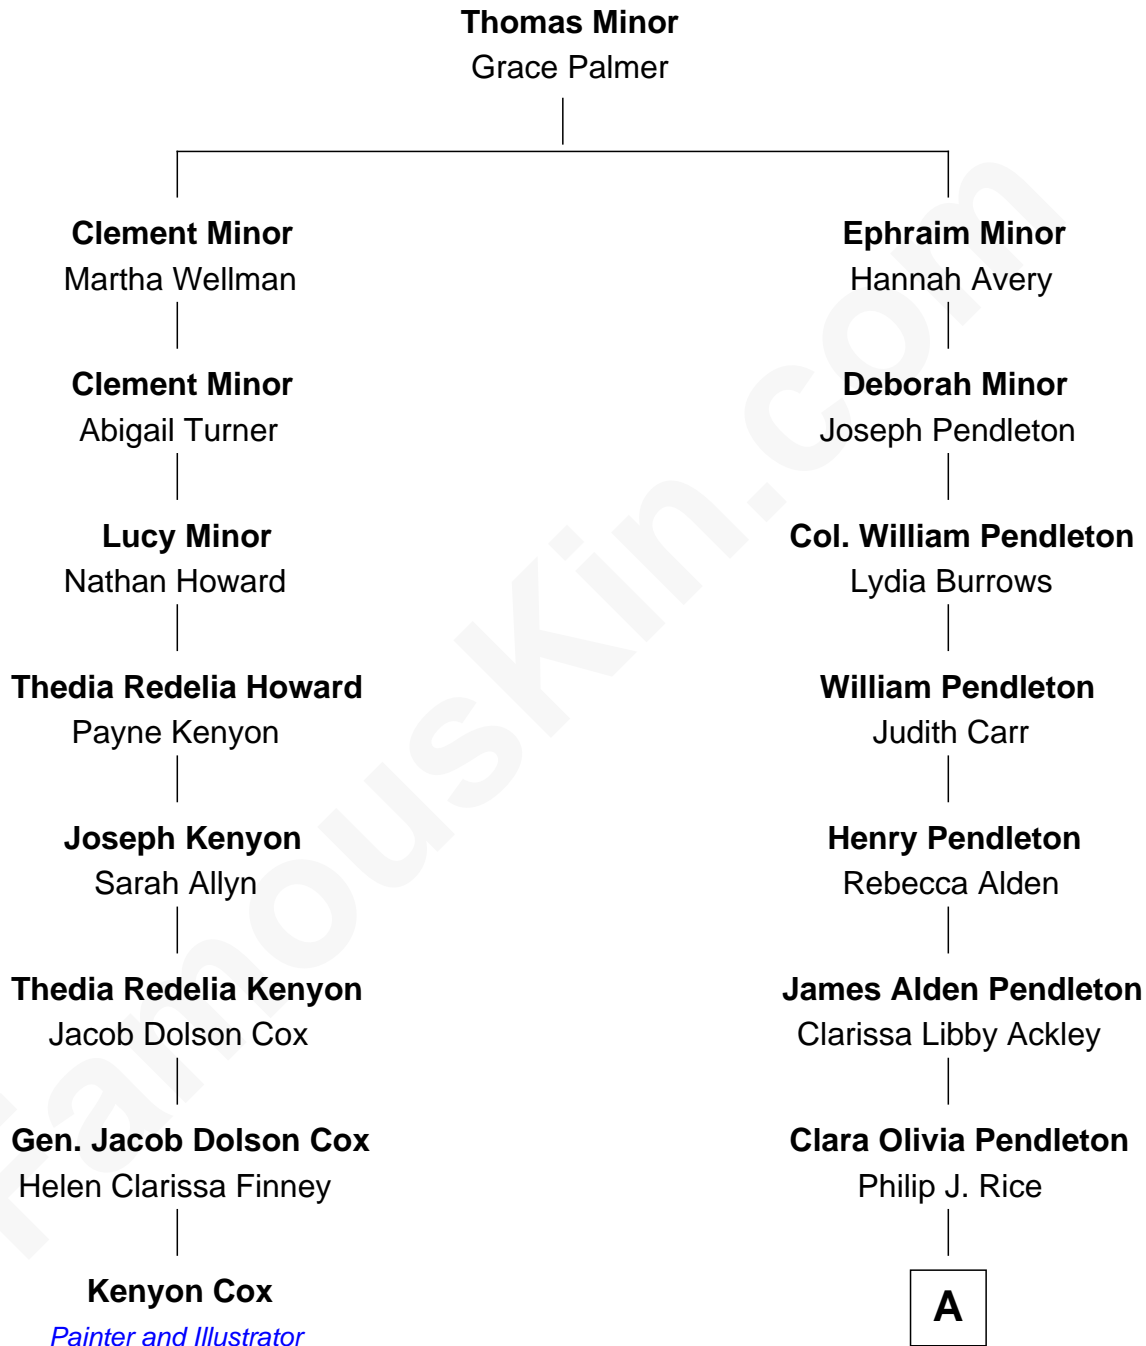 Thomas Minor
Grace Palmer
Clement Minor
Martha Wellman
Ephraim Minor
Hannah Avery
Clement Minor
Abigail Turner
Deborah Minor
Joseph Pendleton
Lucy Minor
Nathan Howard
Col. William Pendleton
Lydia Burrows
Thedia Redelia Howard
Payne Kenyon
William Pendleton
Judith Carr
Joseph Kenyon
Sarah Allyn
Henry Pendleton
Rebecca Alden
Thedia Redelia Kenyon
Jacob Dolson Cox
James Alden Pendleton
Clarissa Libby Ackley
Gen. Jacob Dolson Cox
Helen Clarissa Finney
Clara Olivia Pendleton
Philip J. Rice
Kenyon Cox
Painter and Illustrator
A
FamousKin.com